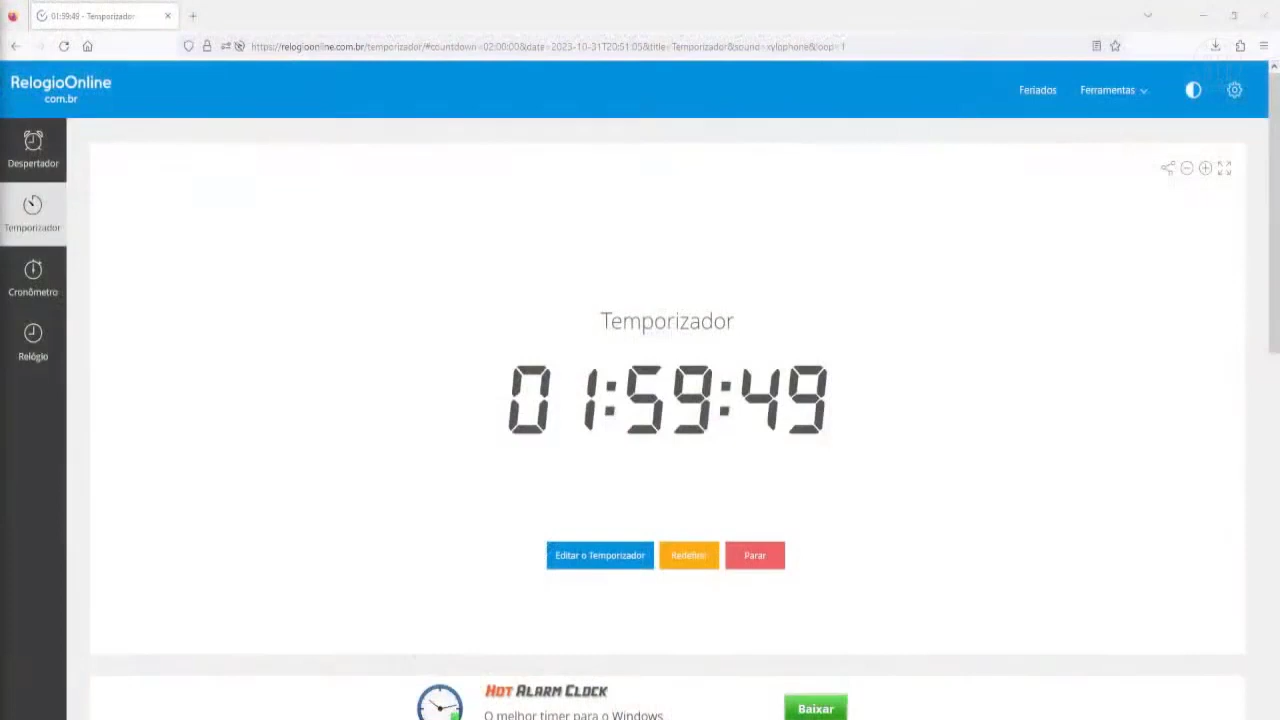 01:59:49 - Temporizador
https://relogioonline.com.br/temporizador/#countdown=02:00:00&date=2023-10-31T20:51:05&title=Temporizador&sound=xylophone&loop=1
RelogioOnline
com.br
Feriados
Ferramentas
Despertador
Temporizador
Cronômetro
Relógio
Temporizador
01:59:49
Editar o Temporizador
Redefinir
Parar
Hot Alarm Clock
O melhor timer para o Windows.
Baixar